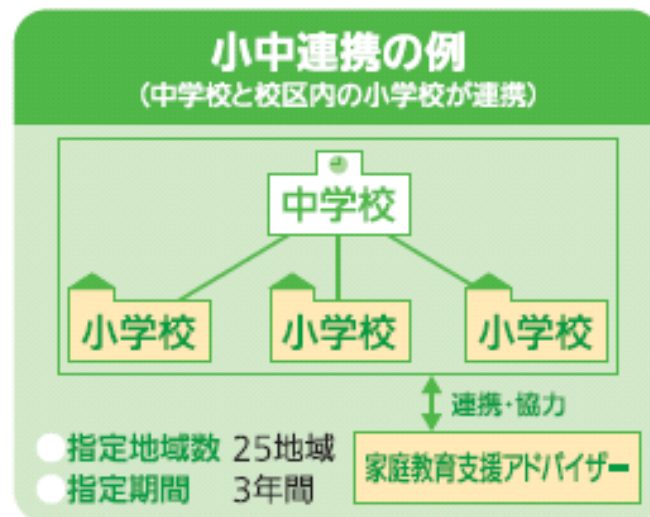 小中連携の例
(中学校と校区内の小学校が連携)
中学校
小学校
小学校
小学校
連携・協力
●指定地域数 25地域
●指定期間 3年間
家庭教育支援アドバイザー